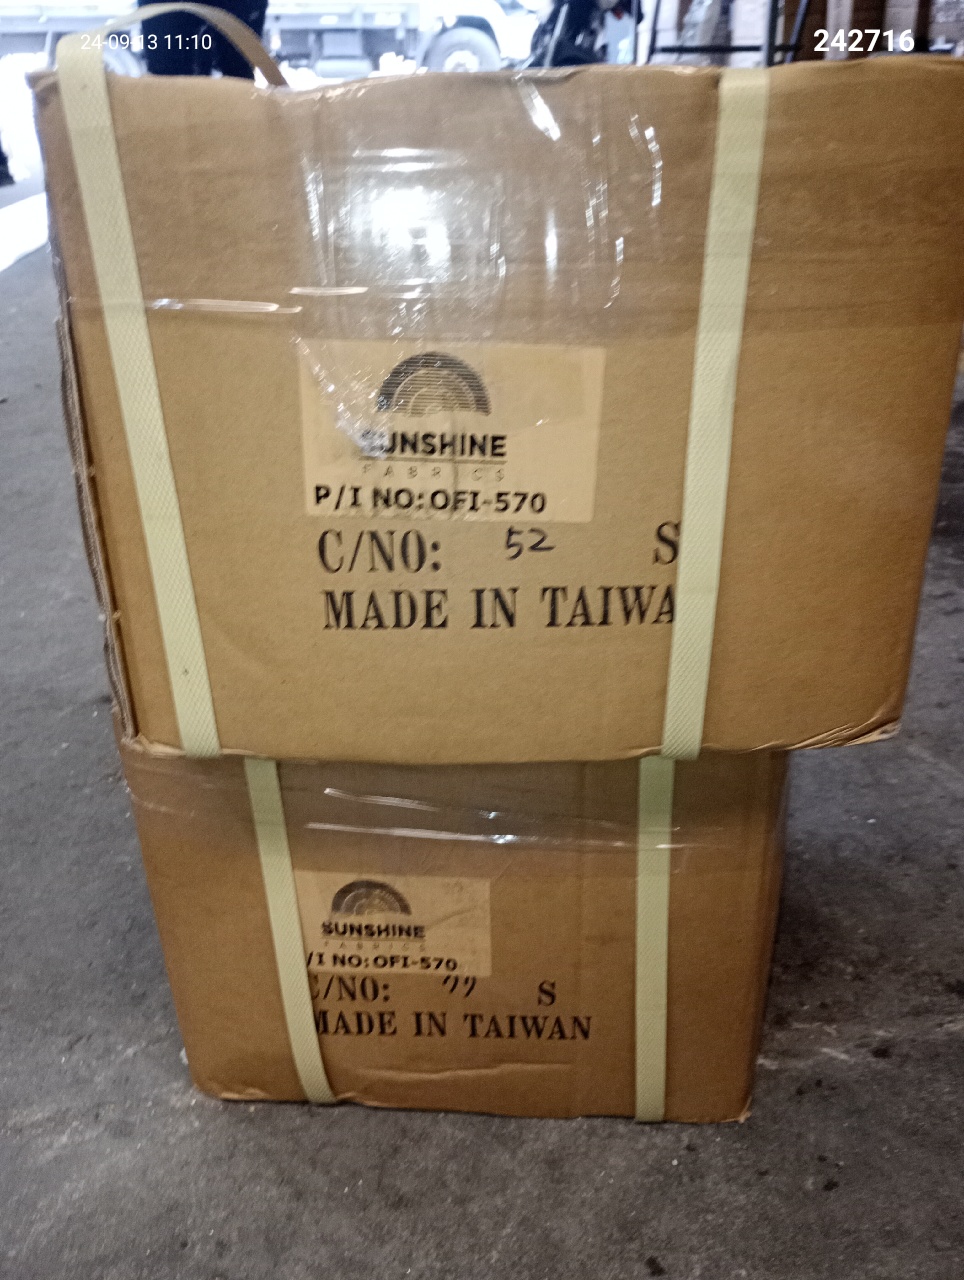 24-09-13 11:10
242716
SUNSHINE
FABRICS
P/I NO:OFI-570
C/NO: 52 S
MADE IN TAIWA
SUNSHINE
FABRICS
/I NO:OFI-570
C/NO: 77 S
MADE IN TAIWAN